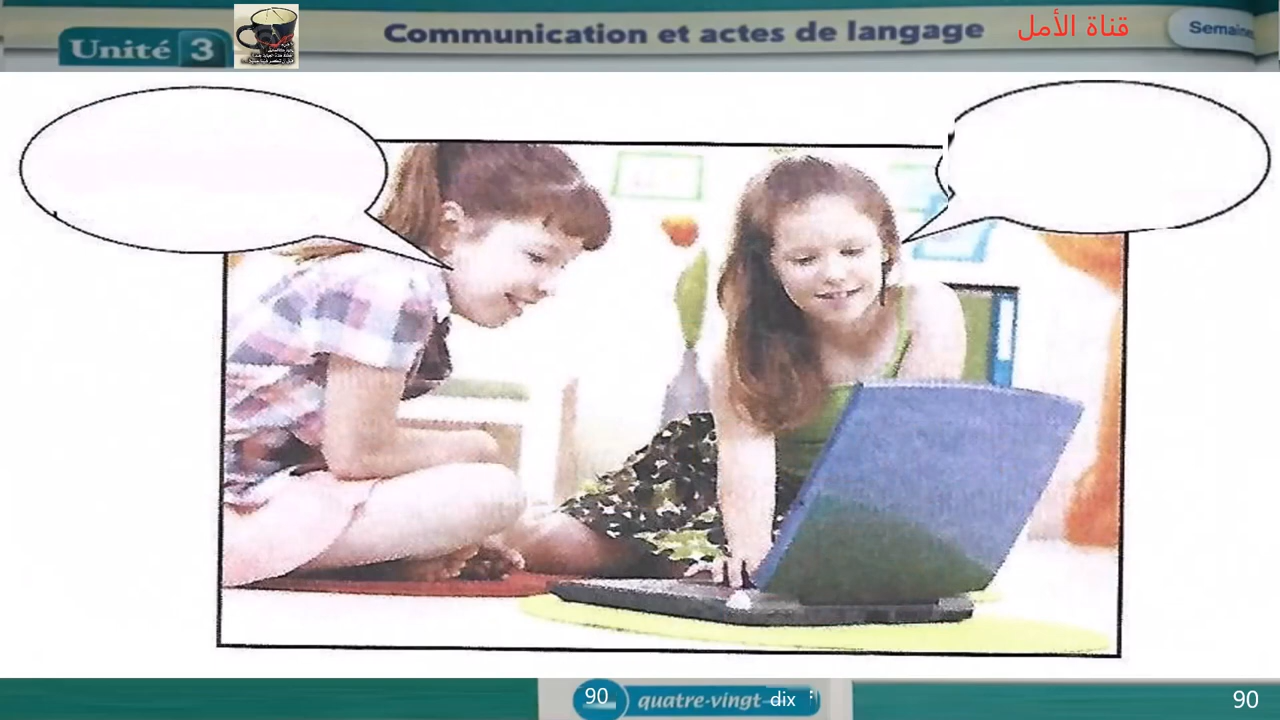 Unité 3
Communication et actes de langage
قناة الأمل
Semaine
90 quatre-vingt-dix
90